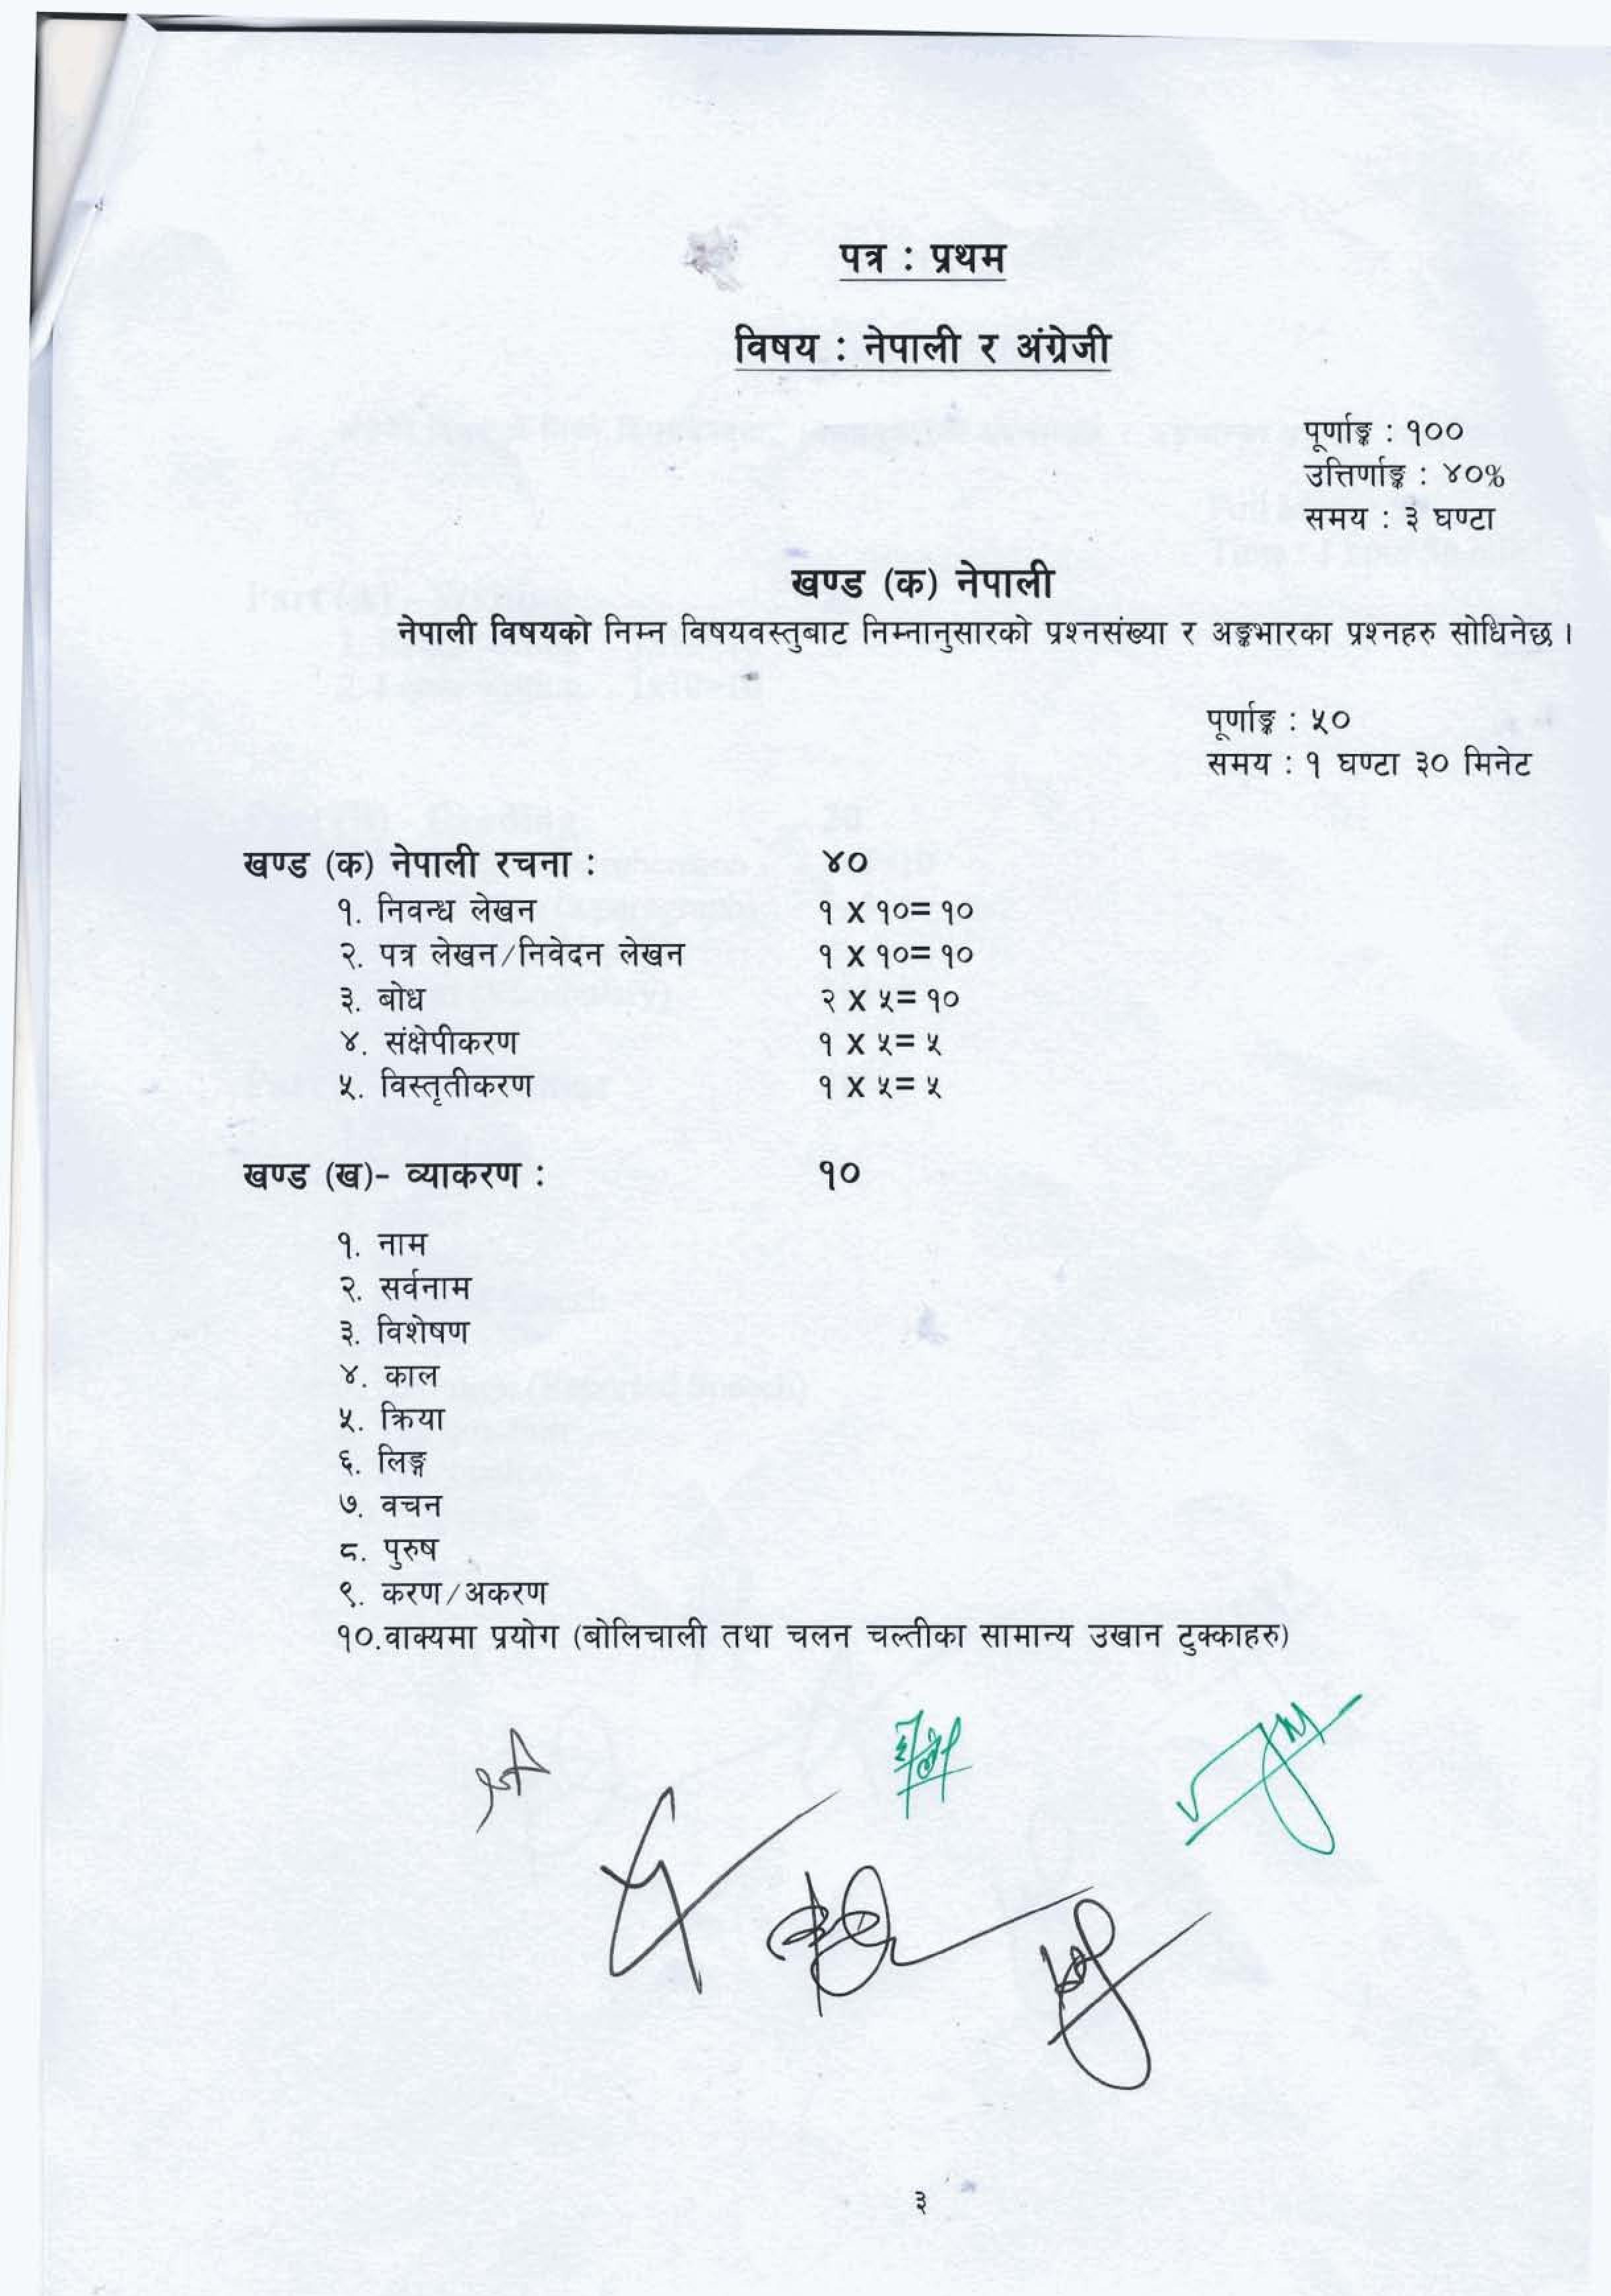 पत्र : प्रथम
विषय : नेपाली र अंग्रेजी
पूर्णाङ्क : १००
उत्तिर्णाङ्क : ४०%
समय : ३ घण्टा
खण्ड (क) नेपाली
नेपाली विषयको निम्न विषयवस्तुबाट निम्नानुसारको प्रश्नसंख्या र अङ्कभारका प्रश्नहरु सोधिनेछ ।
पूर्णाङ्क : ५०
समय : १ घण्टा ३० मिनेट
खण्ड (क) नेपाली रचना : ४०
१. निवन्ध लेखन १ X १०= १०
२. पत्र लेखन/निवेदन लेखन १ X १०= १०
३. बोध २ X ५= १०
४. संक्षेपीकरण १ X ५= ५
५. विस्तृतीकरण १ X ५= ५
खण्ड (ख)- व्याकरण : १०
१. नाम
२. सर्वनाम
३. विशेषण
४. काल
५. क्रिया
६. लिङ्ग
७. वचन
८. पुरुष
९. करण/अकरण
१०.वाक्यमा प्रयोग (बोलिचाली तथा चलन चल्तीका सामान्य उखान टुक्काहरु)
३